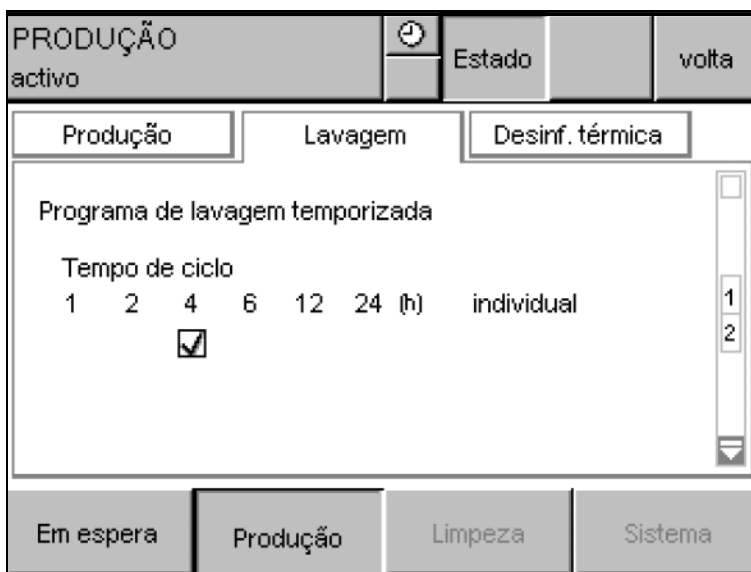 PRODUÇÃO
activo
Estado
volta
Produção
Lavagem
Desinf. térmica
Programa de lavagem temporizada
Tempo de ciclo
1 2 4 6 12 24 (h) individual
1
2
Em espera
Produção
Limpeza
Sistema